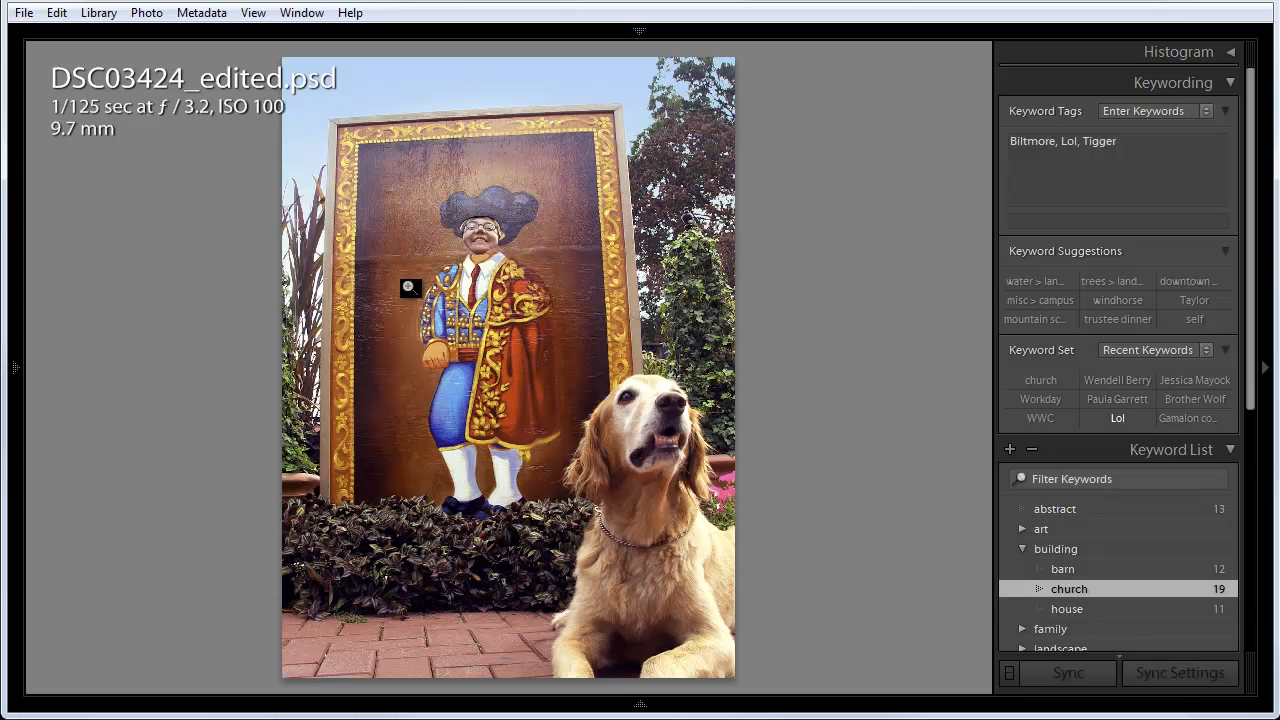 File Edit Library Photo Metadata View Window Help
DSC03424_edited.psd
1/125 sec at ƒ / 3.2, ISO 100
9.7 mm
Histogram
Keywording
Keyword Tags Enter Keywords
Biltmore, Lol, Tigger
Keyword Suggestions
water > lan... trees > land... downtown ...
misc > campus windhorse Taylor
mountain sc... trustee dinner self
Keyword Set Recent Keywords
church Wendell Berry Jessica Mayock
Workday Paula Garrett Brother Wolf
WWC Lol Gamalon co...
Keyword List
Filter Keywords
abstract 13
art
building
barn 12
church 19
house 11
family
landscape
Sync Sync Settings